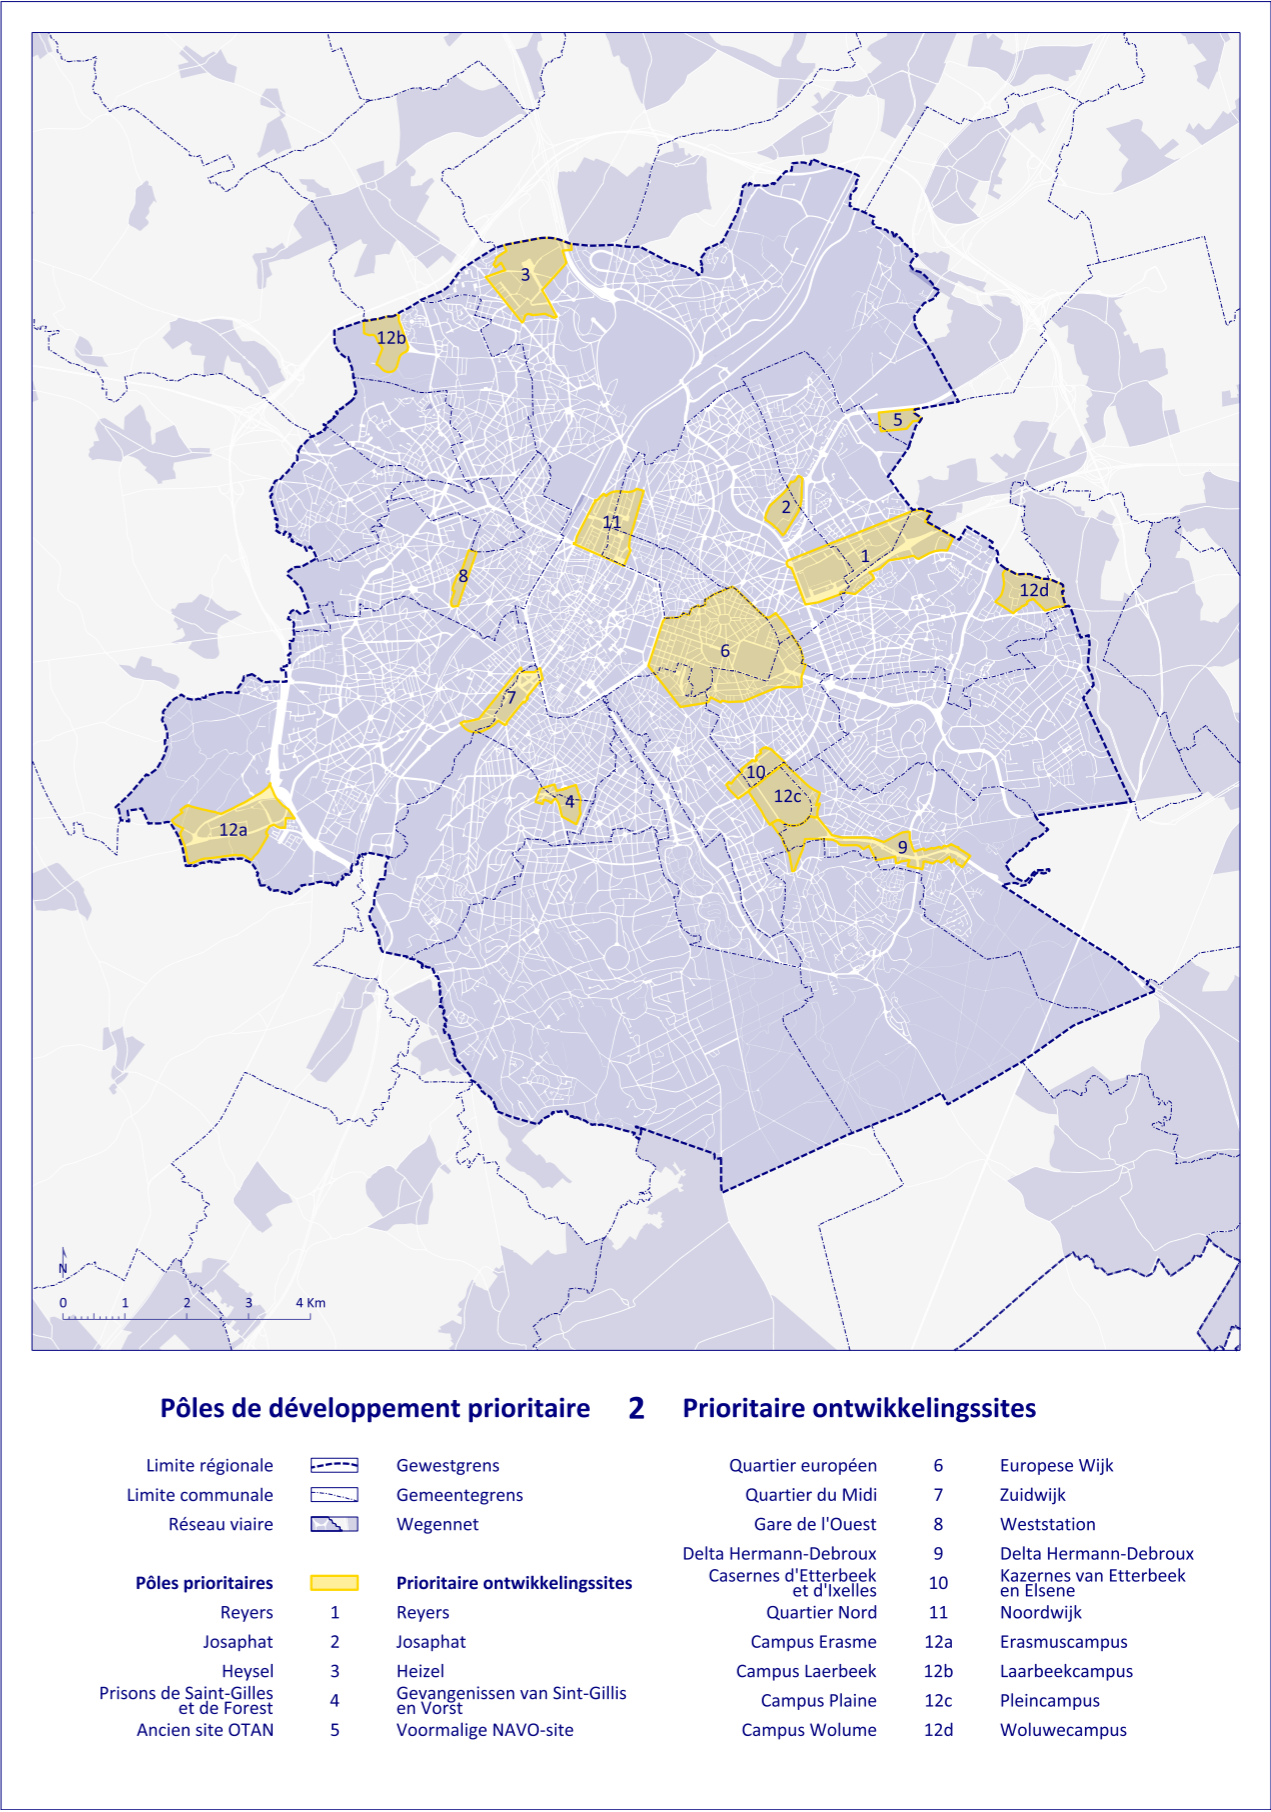 3
12b
5
2
11
1
8
12d
6
7
10
12c
4
12a
9
N
0 1 2 3 4 Km
Pôles de développement prioritaire 2 Prioritaire ontwikkelingssites
Limite régionale Gewestgrens
Limite communale Gemeentegrens
Réseau viaire Wegennet
Pôles prioritaires Prioritaire ontwikkelingssites
Reyers 1 Reyers
Josaphat 2 Josaphat
Heysel 3 Heizel
Prisons de Saint-Gilles
et de Forest
4
Gevangenissen van Sint-Gillis
en Vorst
Ancien site OTAN 5 Voormalige NAVO-site
Quartier européen 6 Europese Wijk
Quartier du Midi 7 Zuidwijk
Gare de l'Ouest 8 Weststation
Delta Hermann-Debroux 9 Delta Hermann-Debroux
Casernes d'Etterbeek
et d'Ixelles
10
Kazernes van Etterbeek
en Elsene
Quartier Nord 11 Noordwijk
Campus Erasme 12a Erasmuscampus
Campus Laerbeek 12b Laarbeekcampus
Campus Plaine 12c Pleincampus
Campus Wolume 12d Woluwecampus